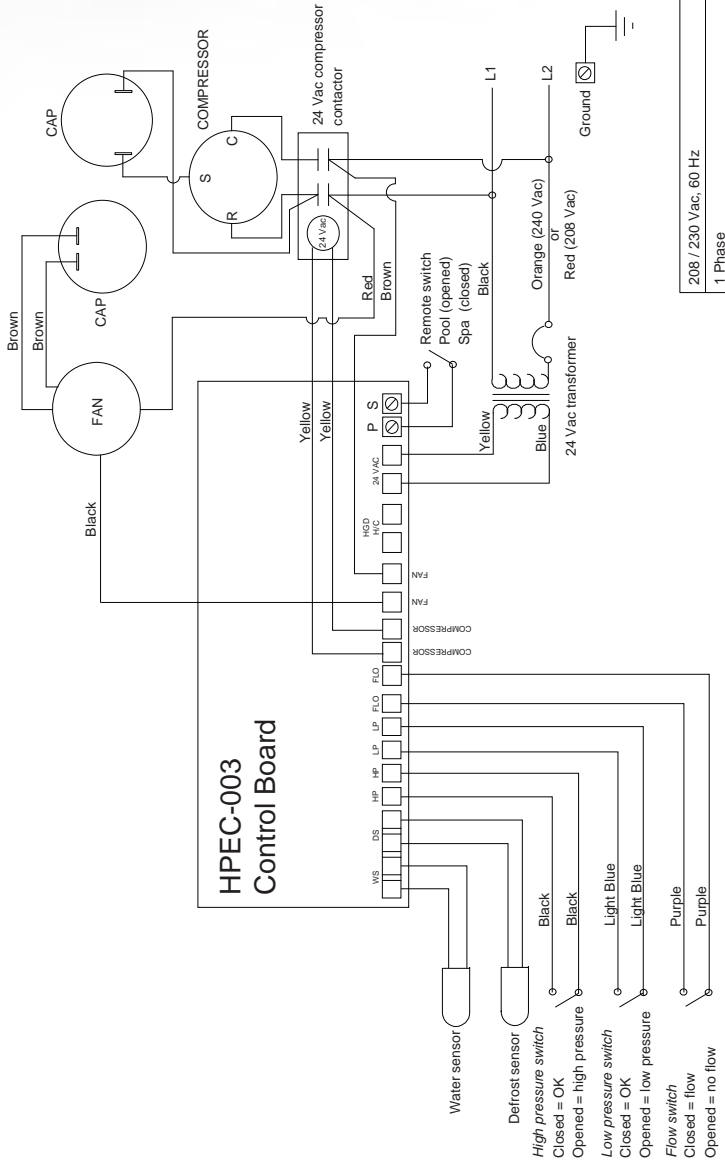 CAP
COMPRESSOR
S
R
C
24 Vac compressor
contactor
24 Vac
CAP
Brown
Brown
FAN
Black
Red
Brown
Yellow
Yellow
L1
L2
Ground
Remote switch
Pool (opened)
Spa (closed)
Black
Orange (240 Vac)
or
Red (208 Vac)
Yellow
Blue
24 Vac transformer
208 / 230 Vac, 60 Hz
1 Phase
HPEC-003
Control Board
WS
DS
HP
HP
LP
LP
FLO
FLO
COMPRESSOR
COMPRESSOR
FAN
FAN
HGD
H/C
24 VAC
P
S
Water sensor
Defrost sensor
High pressure switch
Closed = OK
Opened = high pressure
Black
Black
Low pressure switch
Closed = OK
Opened = low pressure
Light Blue
Light Blue
Flow switch
Closed = flow
Opened = no flow
Purple
Purple